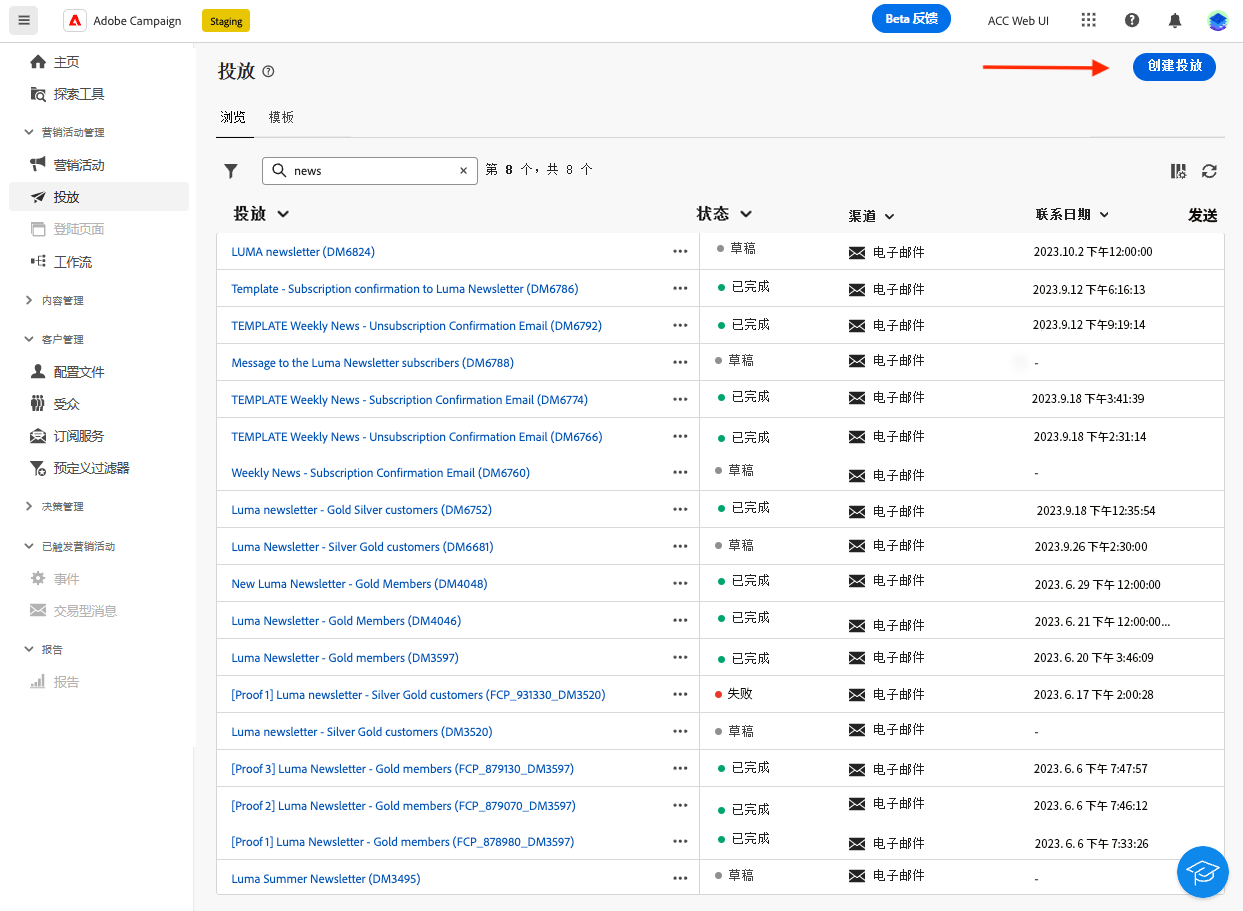 Adobe Campaign Staging Beta 反馈 ACC Web UI
主页
探索工具
营销活动管理
营销活动
投放
登陆页面
工作流
内容管理
客户管理
配置文件
受众
订阅服务
预定义过滤器
决策管理
已触发营销活动
事件
交易型消息
报告
报告
投放
创建投放
浏览 模板
news 第 8 个，共 8 个
投放 状态 渠道 联系日期 发送
LUMA newsletter (DM6824) 草稿 电子邮件 2023.10.2 下午12:00:00
Template - Subscription confirmation to Luma Newsletter (DM6786) 已完成 电子邮件 2023.9.12 下午6:16:13
TEMPLATE Weekly News - Unsubscription Confirmation Email (DM6792) 已完成 电子邮件 2023.9.12 下午9:19:14
Message to the Luma Newsletter subscribers (DM6788) 草稿 电子邮件 -
TEMPLATE Weekly News - Subscription Confirmation Email (DM6774) 已完成 电子邮件 2023.9.18 下午3:41:39
TEMPLATE Weekly News - Unsubscription Confirmation Email (DM6766) 已完成 电子邮件 2023.9.18 下午2:31:14
Weekly News - Subscription Confirmation Email (DM6760) 草稿 电子邮件 -
Luma newsletter - Gold Silver customers (DM6752) 已完成 电子邮件 2023.9.18 下午12:35:54
Luma Newsletter - Silver Gold customers (DM6681) 草稿 电子邮件 2023.9.26 下午2:30:00
New Luma Newsletter - Gold Members (DM4048) 已完成 电子邮件 2023. 6. 29 下午 12:00:00
Luma Newsletter - Gold Members (DM4046) 已完成 电子邮件 2023. 6. 21 下午 12:00:00...
Luma Newsletter - Gold members (DM3597) 已完成 电子邮件 2023. 6. 20 下午 3:46:09
[Proof 1] Luma newsletter - Silver Gold customers (FCP_931330_DM3520) 失败 电子邮件 2023. 6. 17 下午 2:00:28
Luma newsletter - Silver Gold customers (DM3520) 草稿 电子邮件 -
[Proof 3] Luma Newsletter - Gold members (FCP_879130_DM3597) 已完成 电子邮件 2023. 6. 6 下午 7:47:57
[Proof 2] Luma Newsletter - Gold members (FCP_879070_DM3597) 已完成 电子邮件 2023. 6. 6 下午 7:46:12
[Proof 1] Luma Newsletter - Gold members (FCP_878980_DM3597) 已完成 电子邮件 2023. 6. 6 下午 7:33:26
Luma Summer Newsletter (DM3495) 草稿 电子邮件 -